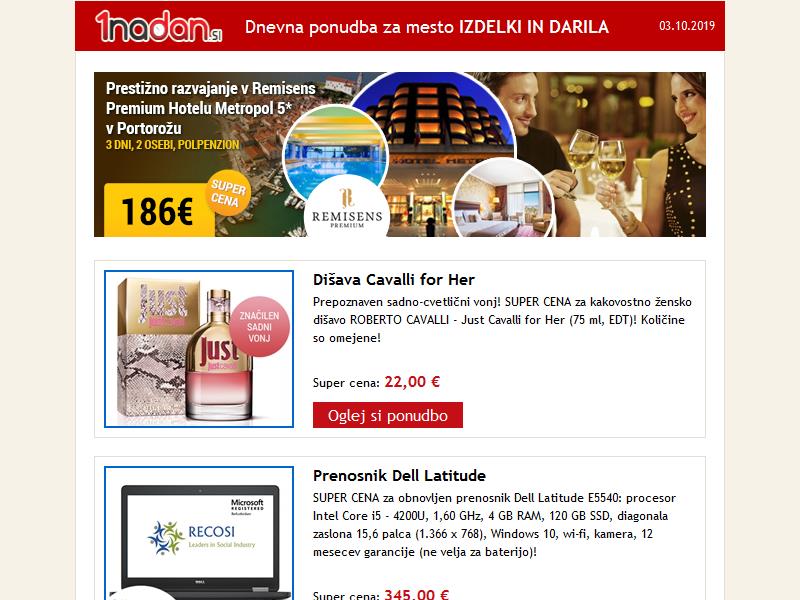 1nadan.si
Dnevna ponudba za mesto IZDELKI IN DARILA
03.10.2019
Prestižno razvajanje v Remisens
Premium Hotelu Metropol 5*
v Portorožu
3 DNI, 2 OSEBI, POLPENZION
SUPER
CENA
186€
HOTEL METR
REMISENS
PREMIUM
Dišava Cavalli for Her
Prepoznaven sadno-cvetlični vonj! SUPER CENA za kakovostno žensko
dišavo ROBERTO CAVALLI - Just Cavalli for Her (75 ml, EDT)! Količine
so omejene!
Super cena: 22,00 €
Oglej si ponudbo
Just
just cavalli
ZNAČILEN
SADNI
VONJ
Just
just cavalli
Prenosnik Dell Latitude
SUPER CENA za obnovljen prenosnik Dell Latitude E5540: procesor
Intel Core i5 - 4200U, 1,60 GHz, 4 GB RAM, 120 GB SSD, diagonala
zaslona 15,6 palca (1.366 x 768), Windows 10, wi-fi, kamera, 12
mesecev garancije (ne velja za baterijo)!
Super cena: 345,00 €
Microsoft
REGISTERED
Refurbisher
RECOSI
Leaders in Social Industry
DELL